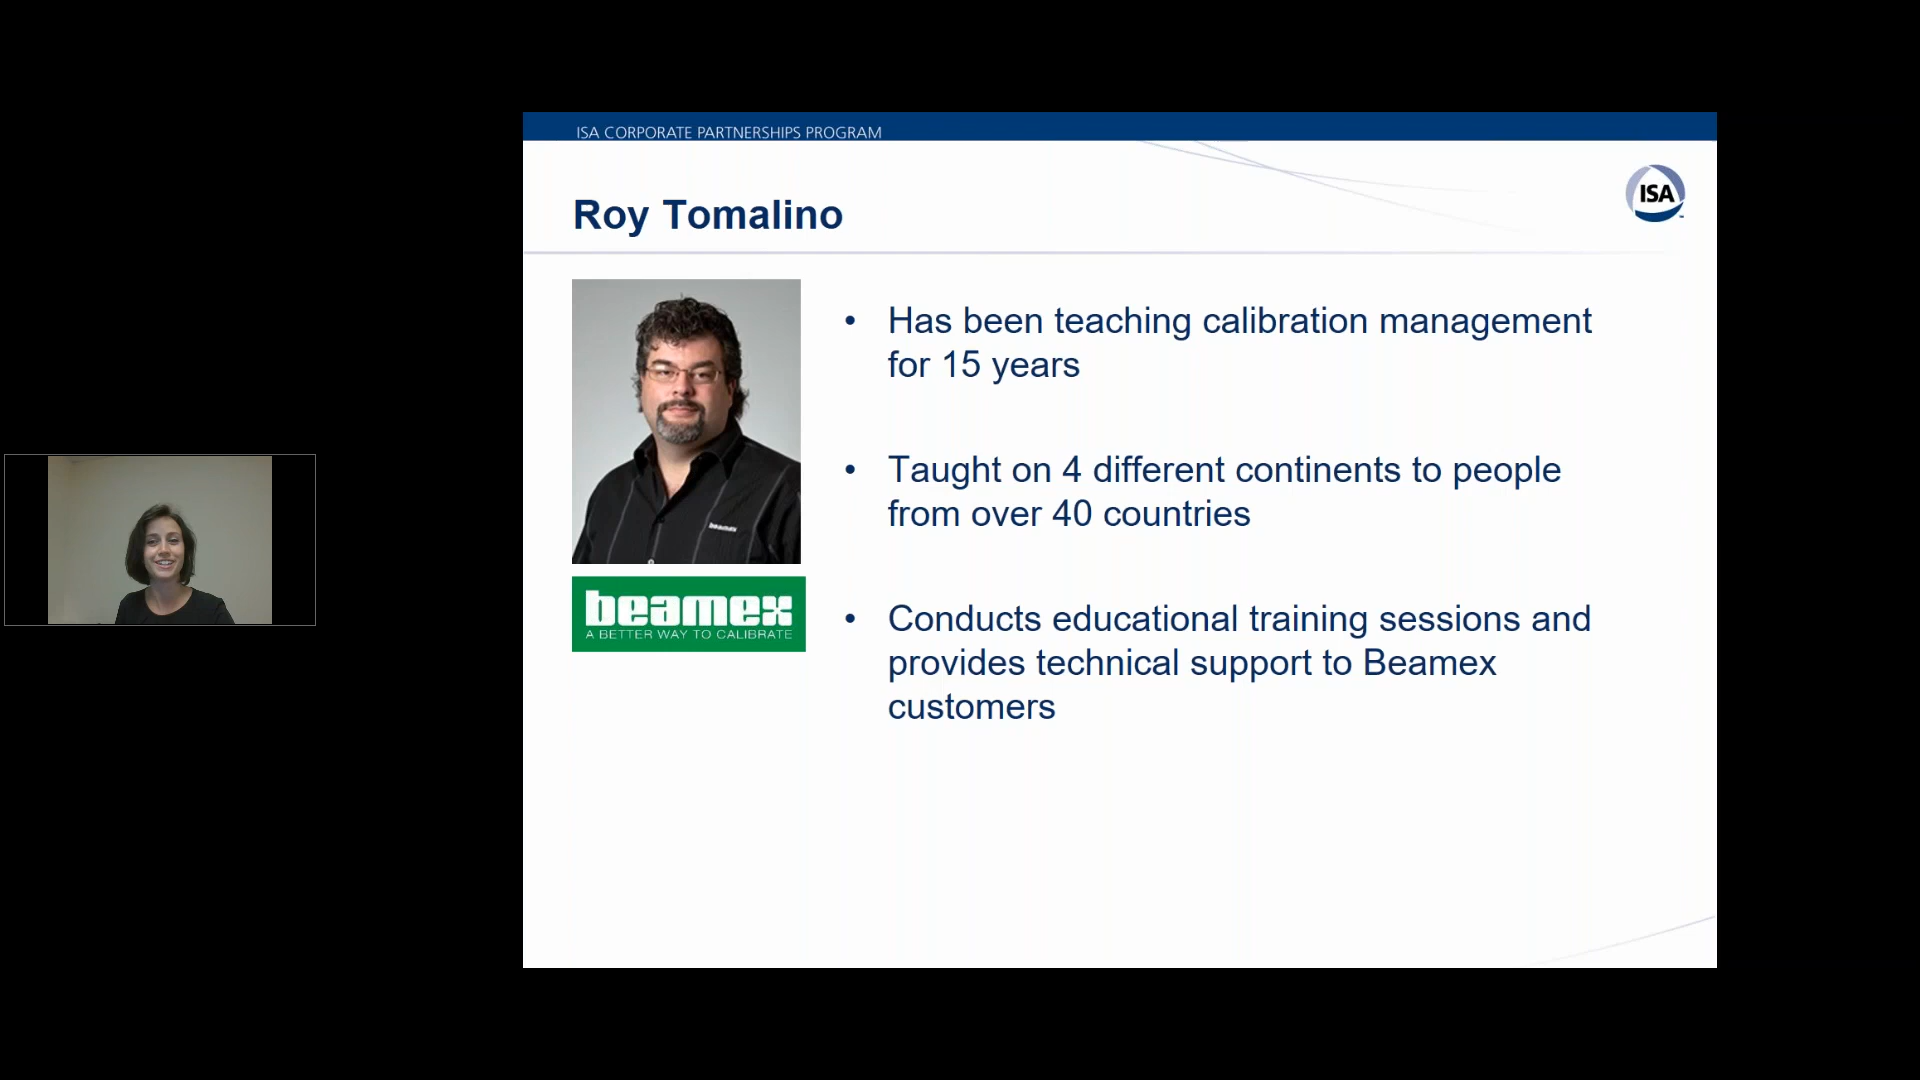 ISA CORPORATE PARTNERSHIPS PROGRAM
ISA
Roy Tomalino
• Has been teaching calibration management
for 15 years
• Taught on 4 different continents to people
from over 40 countries
beamex
beamex
A BETTER WAY TO CALIBRATE
• Conducts educational training sessions and
provides technical support to Beamex
customers